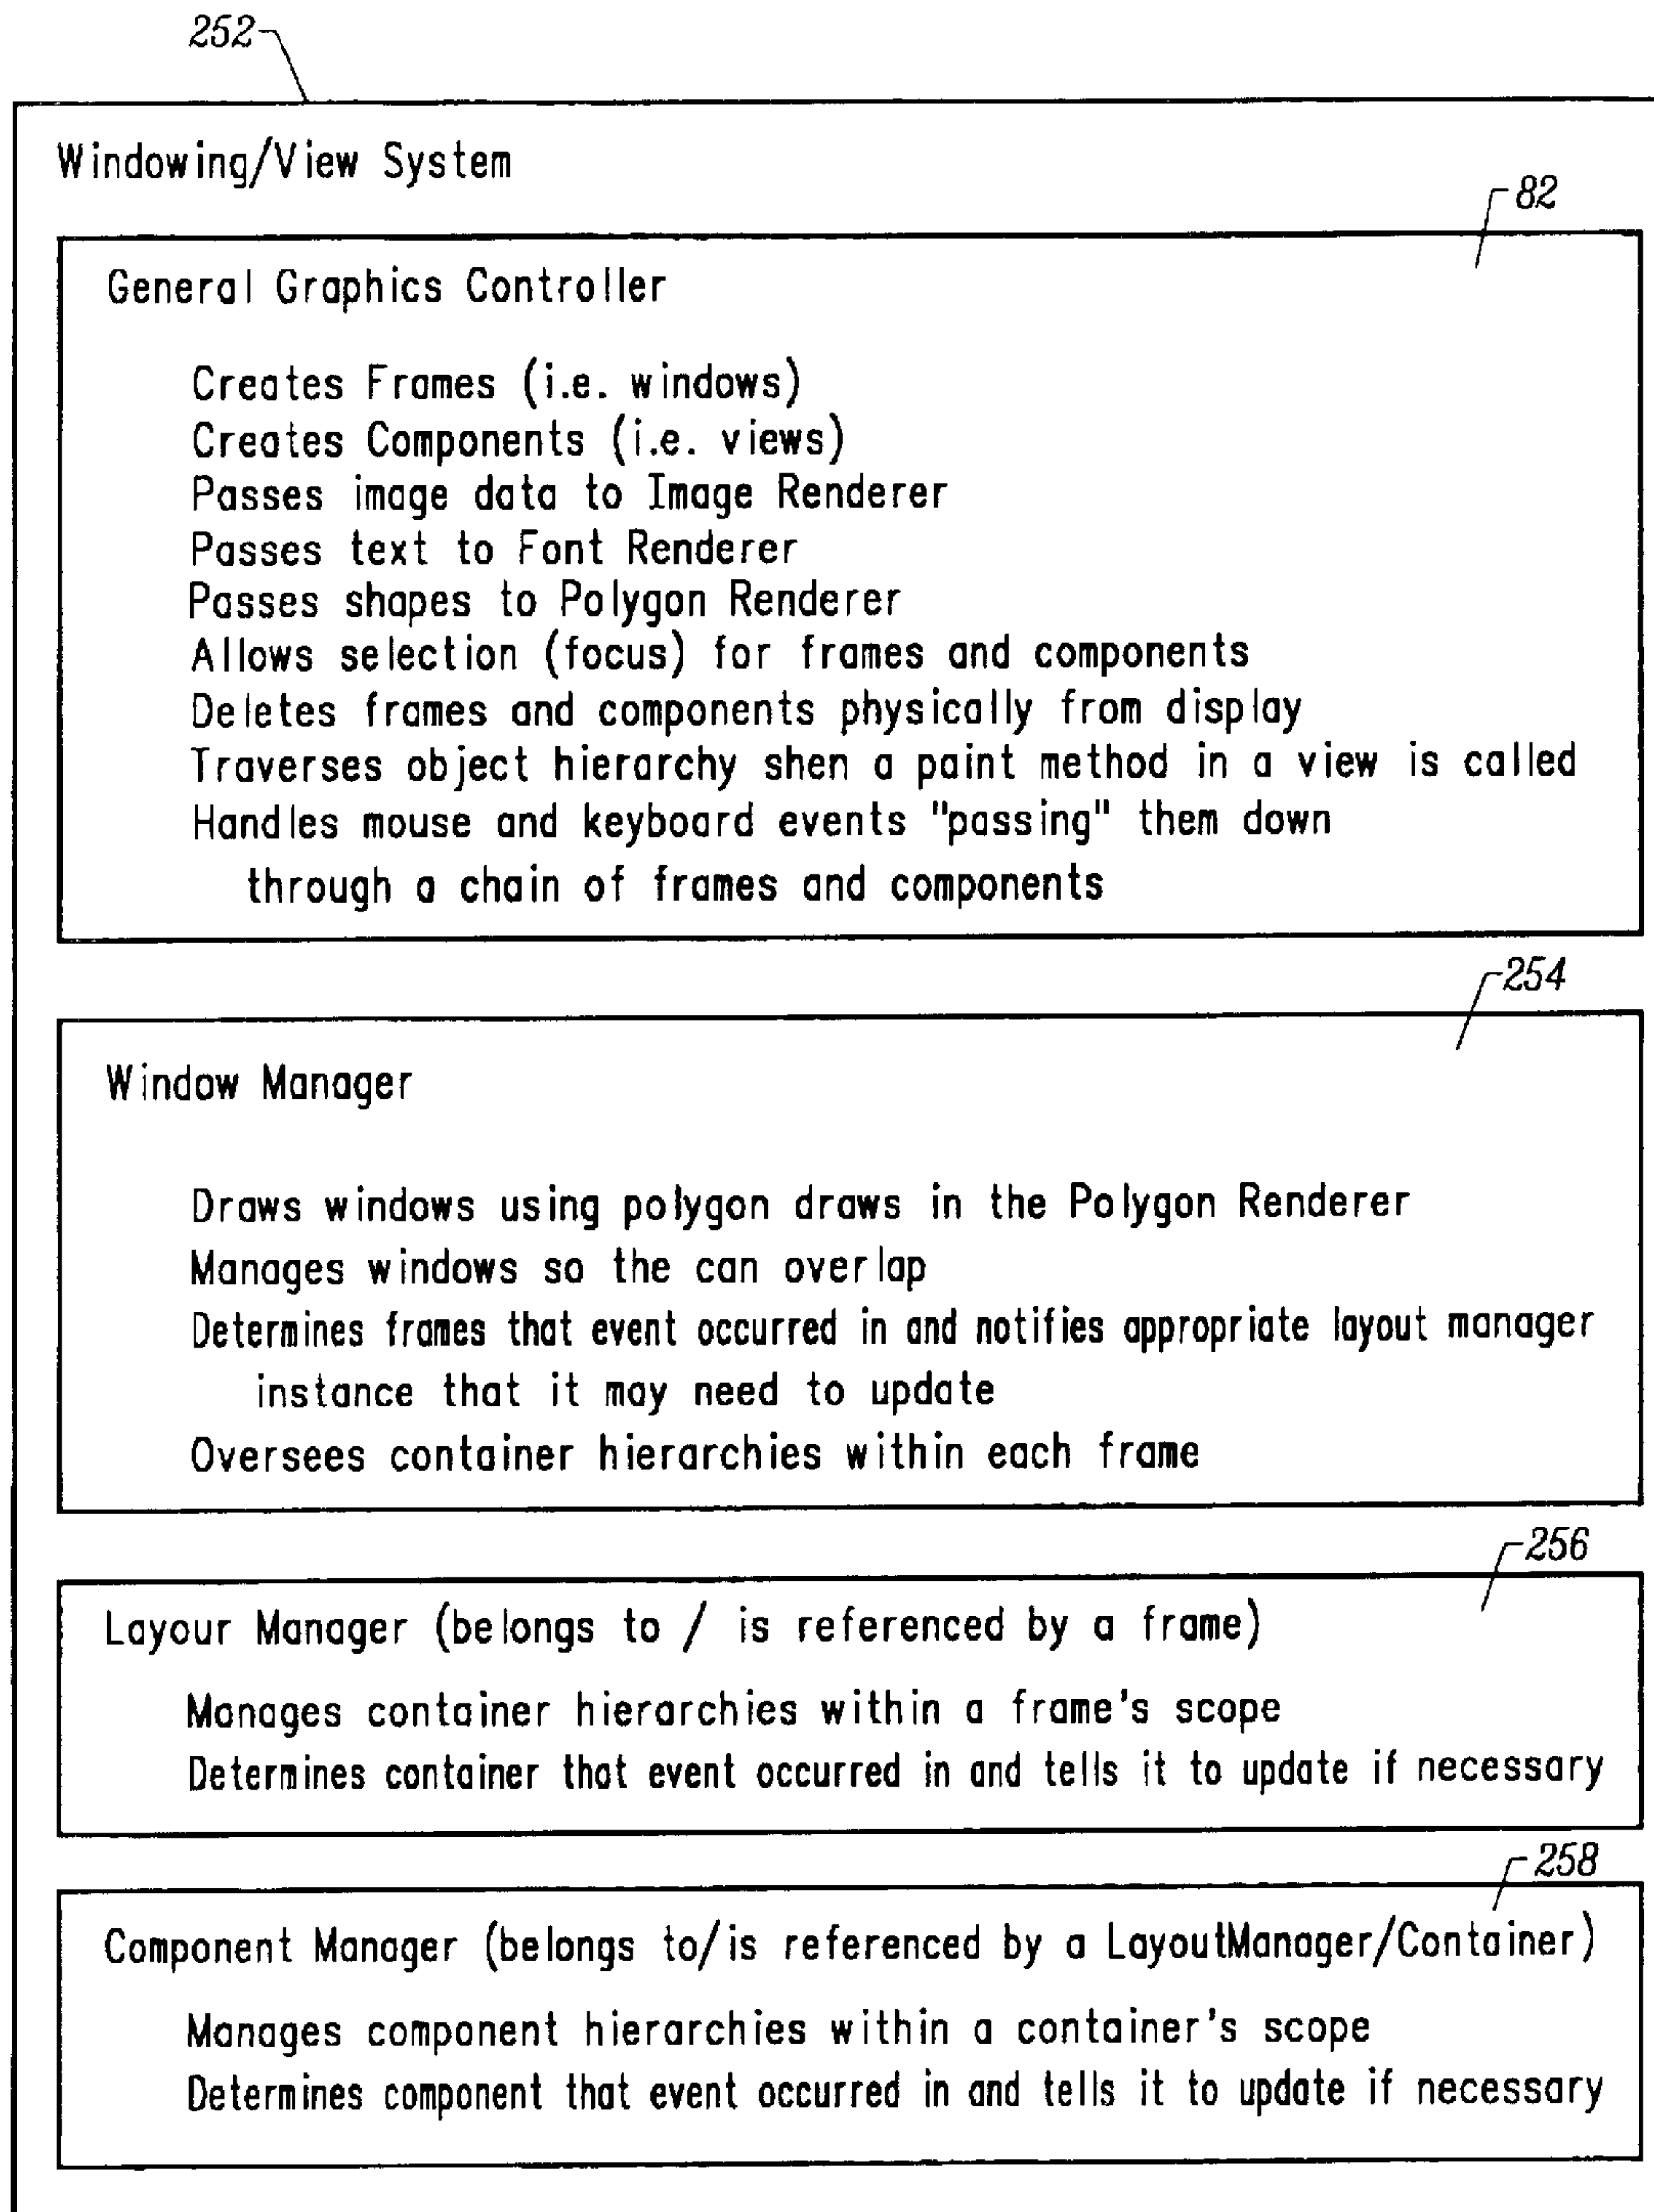 252
Windowing/View System
82
General Graphics Controller
Creates Frames (i.e. windows)
Creates Components (i.e. views)
Passes image data to Image Renderer
Passes text to Font Renderer
Passes shapes to Polygon Renderer
Allows selection (focus) for frames and components
Deletes frames and components physically from display
Traverses object hierarchy shen a paint method in a view is called
Handles mouse and keyboard events "passing" them down
through a chain of frames and components
254
Window Manager
Draws windows using polygon draws in the Polygon Renderer
Manages windows so the can overlap
Determines frames that event occurred in and notifies appropriate layout manager
instance that it may need to update
Oversees container hierarchies within each frame
256
Layour Manager (belongs to / is referenced by a frame)
Manages container hierarchies within a frame's scope
Determines container that event occurred in and tells it to update if necessary
258
Component Manager (belongs to/is referenced by a LayoutManager/Container)
Manages component hierarchies within a container's scope
Determines component that event occurred in and tells it to update if necessary